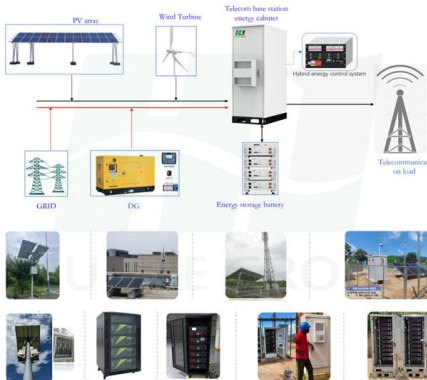 PV array
Wind Turbine
Telecom base station
energy cabinet
Hybrid energy control system
Telecommunicati
on load
GRID
DG
Energy storage battery